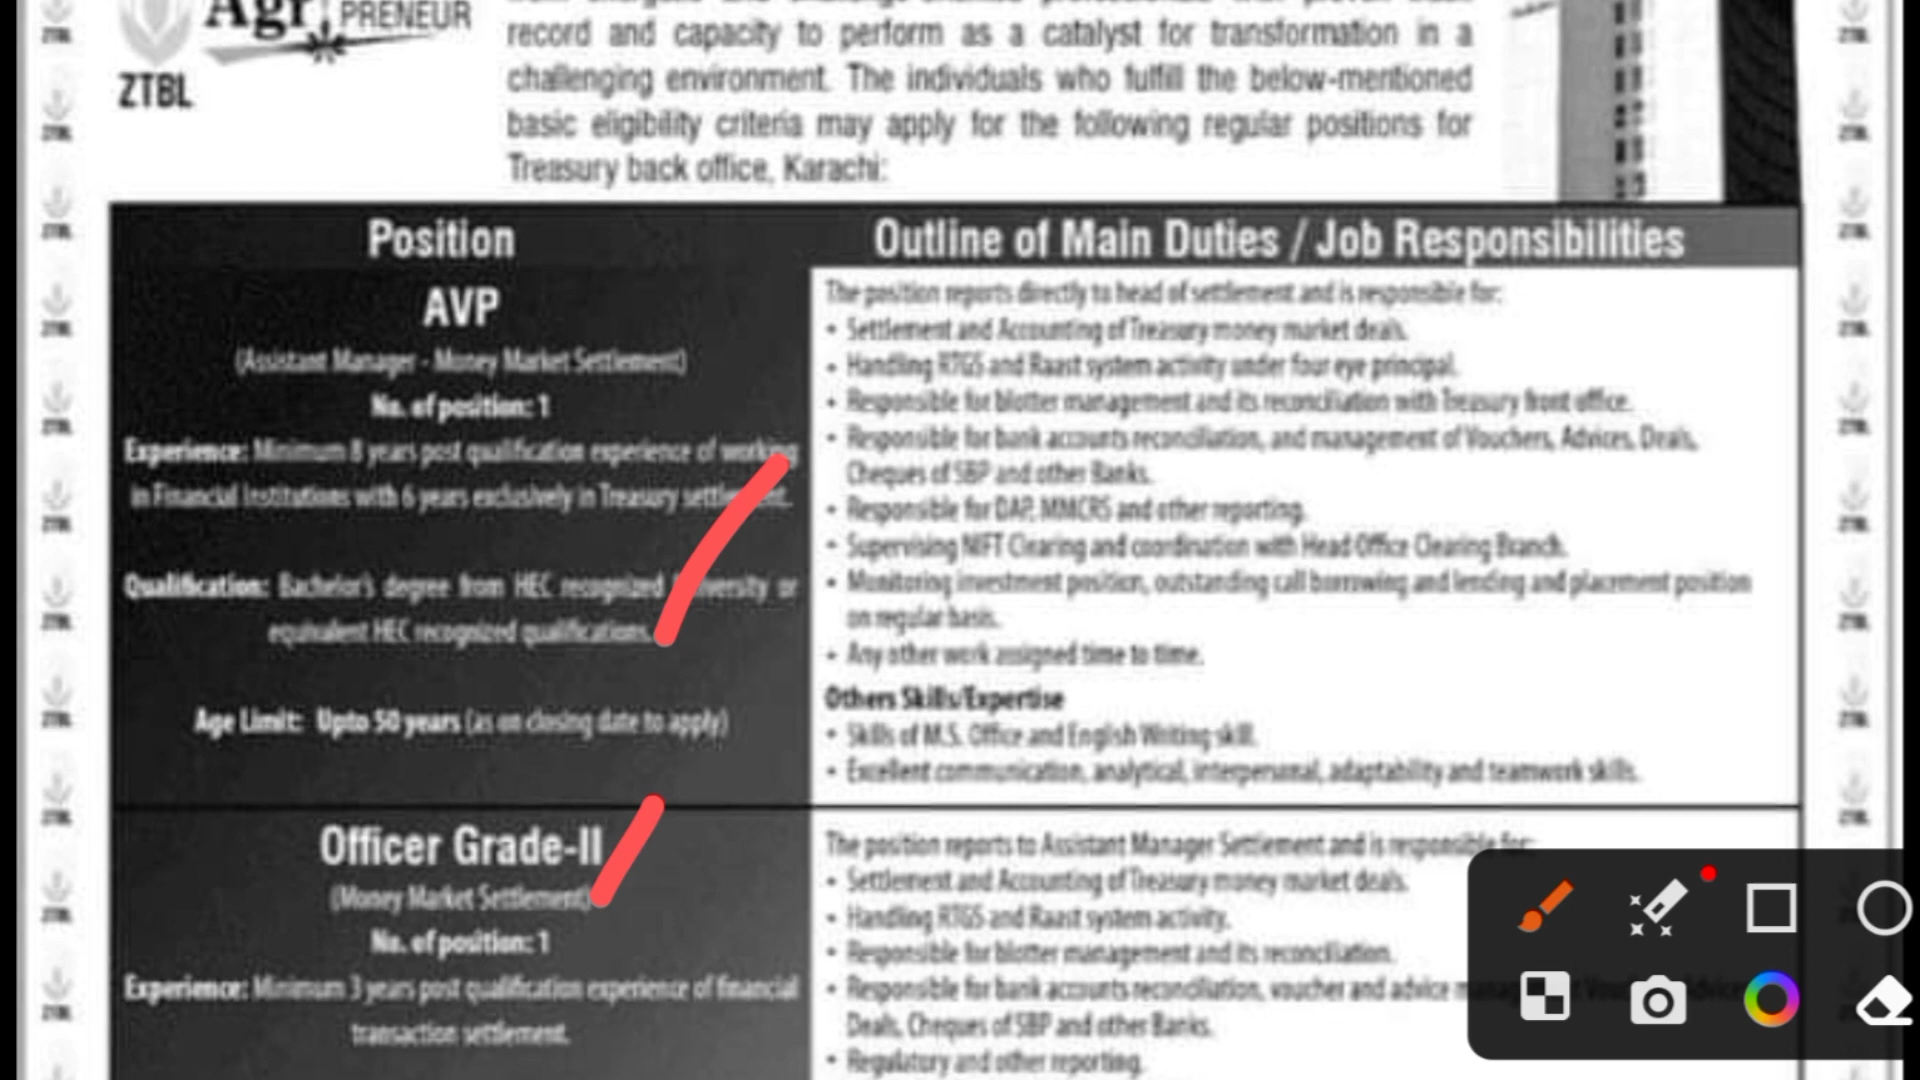 Agri
PRENEUR
ZTBL
record and capacity to perform as a catalyst for transformation in a
challenging environment. The individuals who fulfill the below-mentioned
basic eligibility criteria may apply for the following regular positions for
Treasury back office, Karachi:
Position
Outline of Main Duties / Job Responsibilities
AVP
(Assistant Manager - Money Market Settlement)
No. of position: 1
Experience: Minimum 8 years post qualification experience of working
in Financial Institutions with 6 years exclusively in Treasury settlement.
Qualification: Bachelor's degree from HEC recognized University or
equivalent HEC recognized qualifications.
Age Limit: Upto 50 years (as on closing date to apply)
The position reports directly to head of settlement and is responsible for:
• Settlement and Accounting of Treasury money market deals.
• Handling RTGS and Raast system activity under four eye principal.
• Responsible for blotter management and its reconciliation with Treasury front office.
• Responsible for bank accounts reconciliation, and management of Vouchers, Advices, Deals,
Cheques of SBP and other Banks.
• Responsible for DAP, MMCRS and other reporting.
• Supervising NIFT Clearing and coordination with Head Office Clearing Branch.
• Monitoring investment position, outstanding call borrowing and lending and placement position
on regular basis.
• Any other work assigned time to time.
Others Skills/Expertise
• Skills of M.S. Office and English Writing skill.
• Excellent communication, analytical, interpersonal, adaptability and teamwork skills.
Officer Grade-II
(Money Market Settlement)
No. of position: 1
Experience: Minimum 3 years post qualification experience of financial
transaction settlement.
The position reports to Assistant Manager Settlement and is responsible for:
• Settlement and Accounting of Treasury money market deals.
• Handling RTGS and Raast system activity.
• Responsible for blotter management and its reconciliation.
• Responsible for bank accounts reconciliation, voucher and advice
Deals, Cheques of SBP and other Banks.
• Regulatory and other reporting.